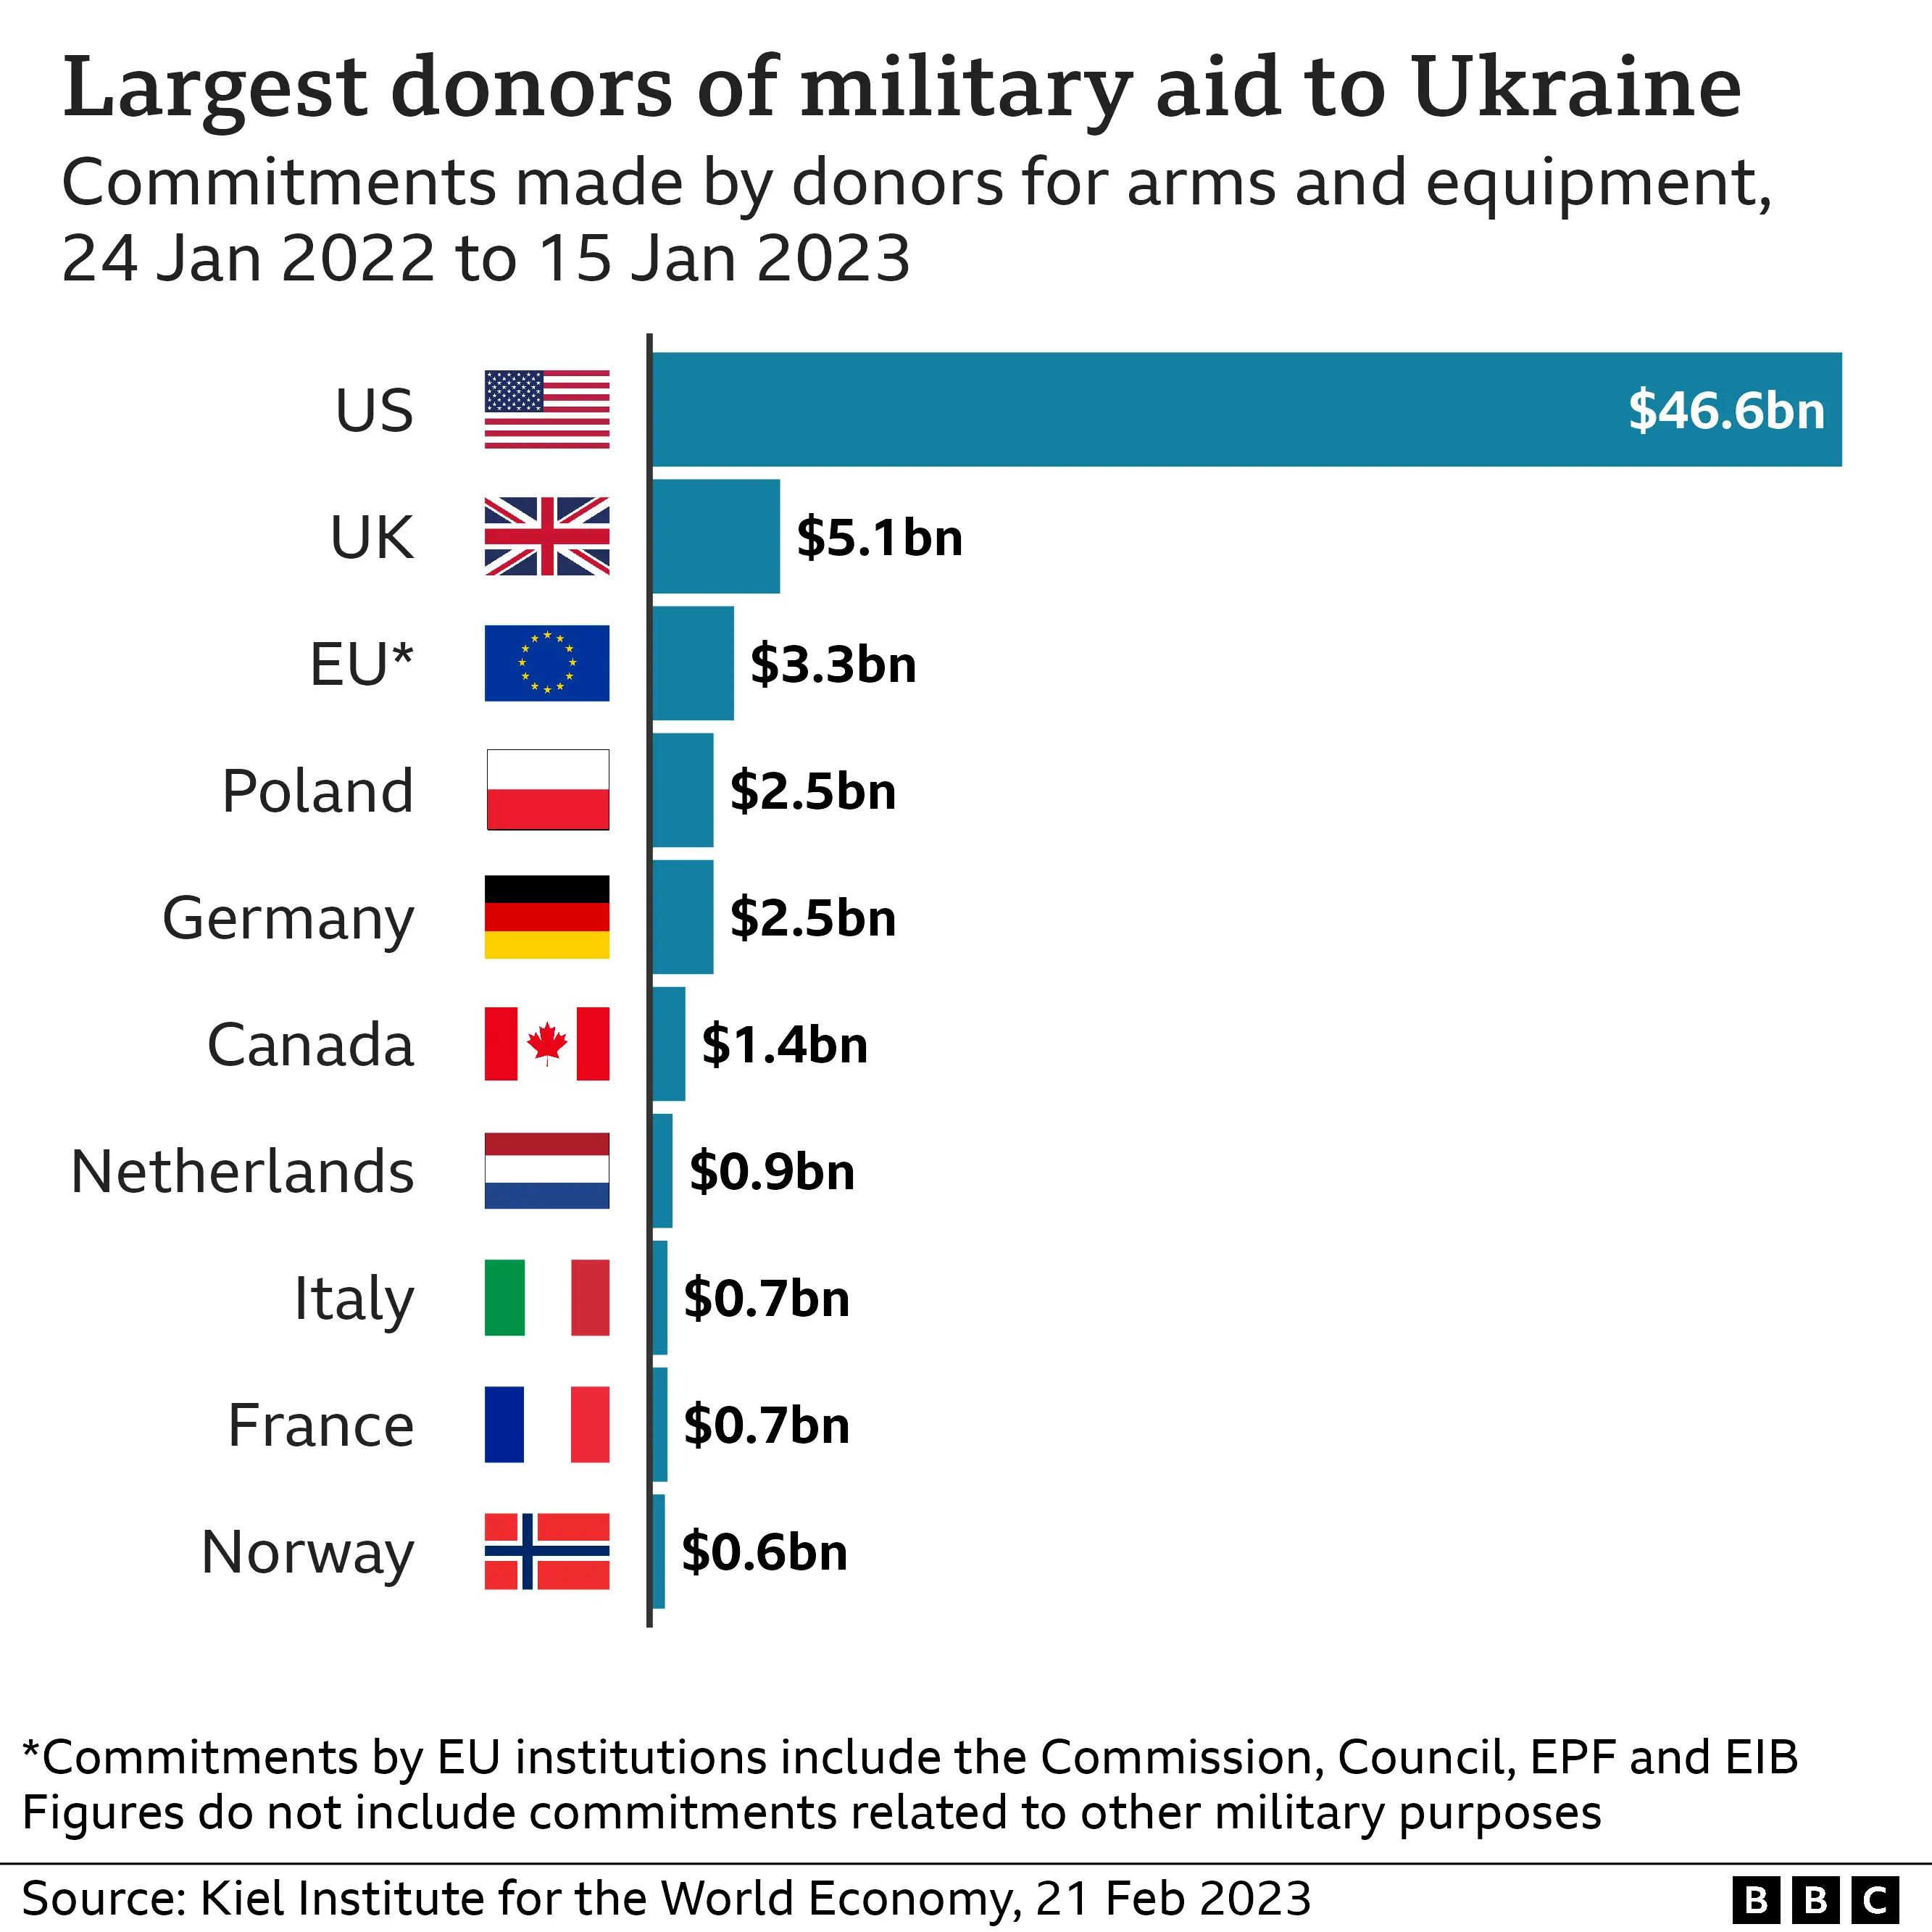 Largest donors of military aid to Ukraine
Commitments made by donors for arms and equipment,
24 Jan 2022 to 15 Jan 2023
US $46.6bn
UK $5.1bn
EU* $3.3bn
Poland $2.5bn
Germany $2.5bn
Canada $1.4bn
Netherlands $0.9bn
Italy $0.7bn
France $0.7bn
Norway $0.6bn
*Commitments by EU institutions include the Commission, Council, EPF and EIB
Figures do not include commitments related to other military purposes
Source: Kiel Institute for the World Economy, 21 Feb 2023 BBC